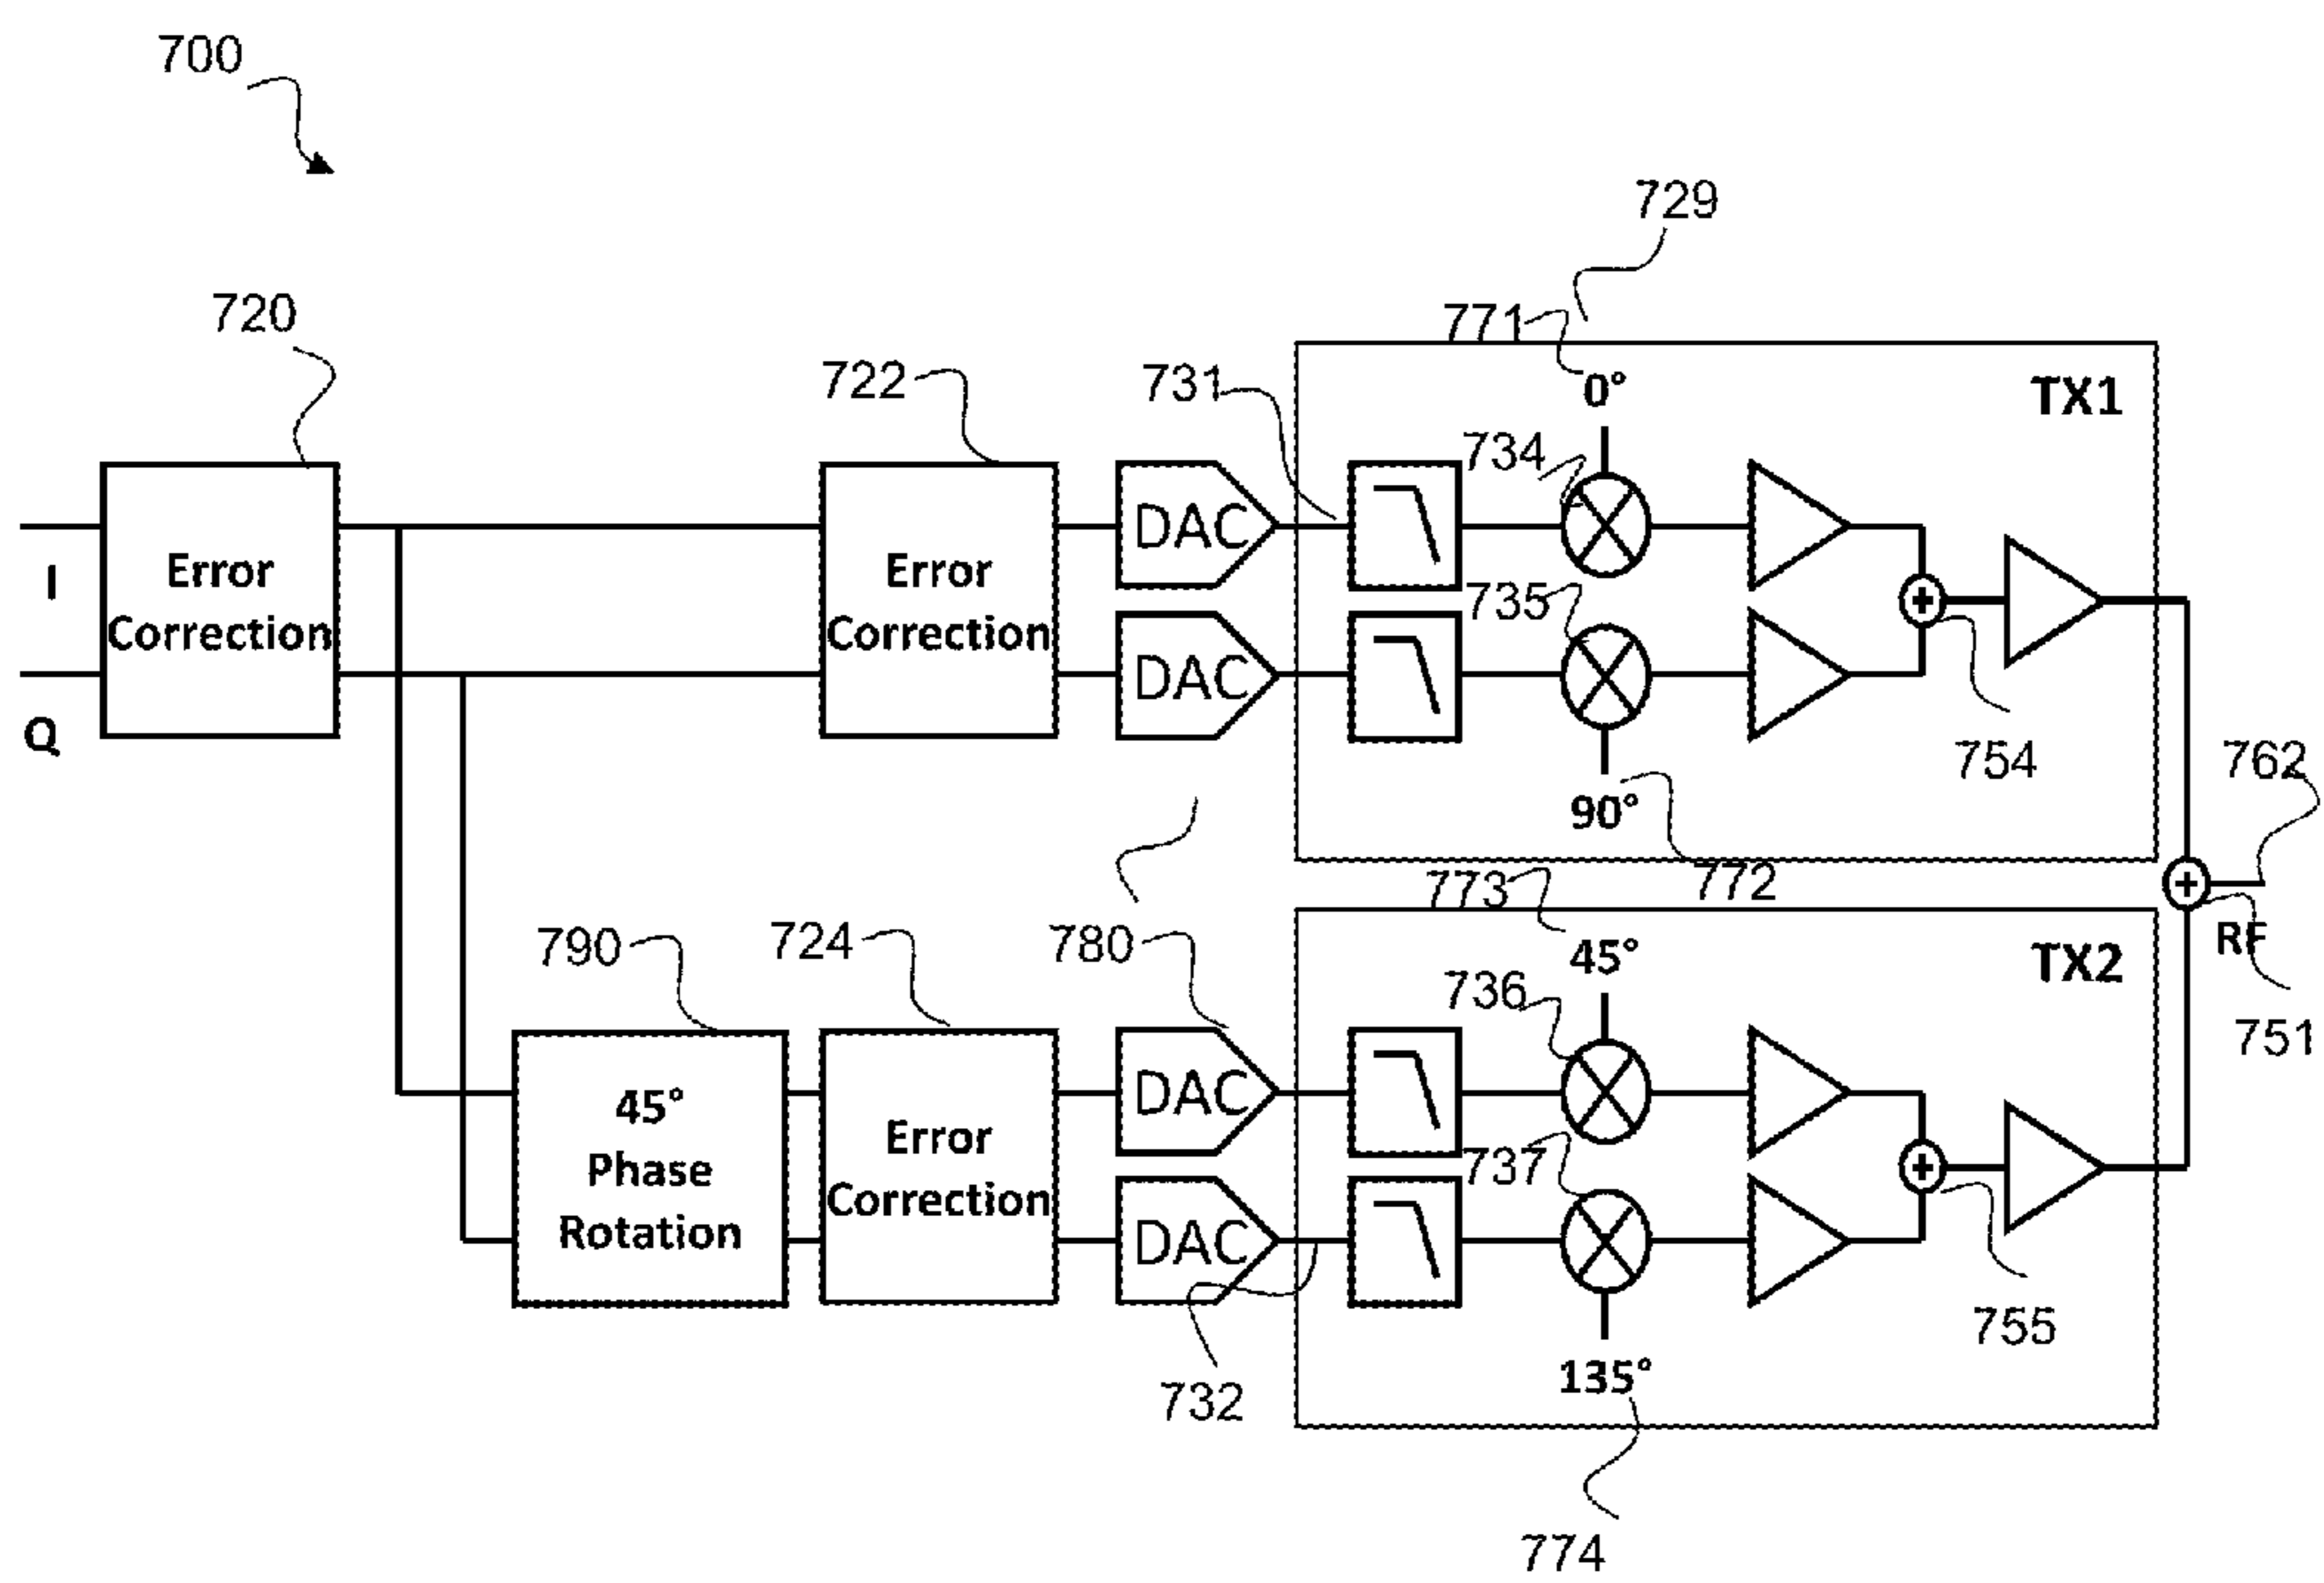 700
729
720
771
722
731
0°
TX1
734
DAC
I
Error
Correction
Error
Correction
735
DAC
Q
754
762
90°
772
773
790
724
780
45°
TX2
RF
736
751
DAC
45°
Phase
Rotation
Error
Correction
737
DAC
755
732
135°
774